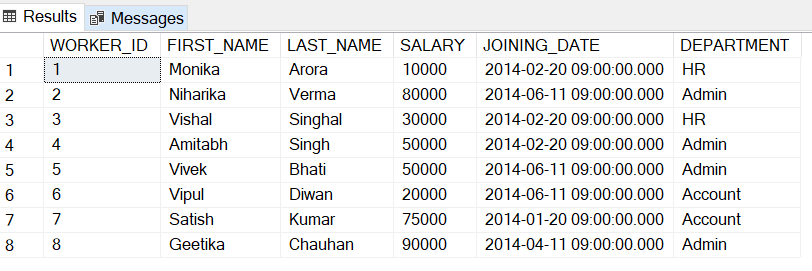 Results Messages
WORKER_ID FIRST_NAME LAST_NAME SALARY JOINING_DATE DEPARTMENT
1 1 Monika Arora 10000 2014-02-20 09:00:00.000 HR
2 2 Niharika Verma 80000 2014-06-11 09:00:00.000 Admin
3 3 Vishal Singhal 30000 2014-02-20 09:00:00.000 HR
4 4 Amitabh Singh 50000 2014-02-20 09:00:00.000 Admin
5 5 Vivek Bhati 50000 2014-06-11 09:00:00.000 Admin
6 6 Vipul Diwan 20000 2014-06-11 09:00:00.000 Account
7 7 Satish Kumar 75000 2014-01-20 09:00:00.000 Account
8 8 Geetika Chauhan 90000 2014-04-11 09:00:00.000 Admin